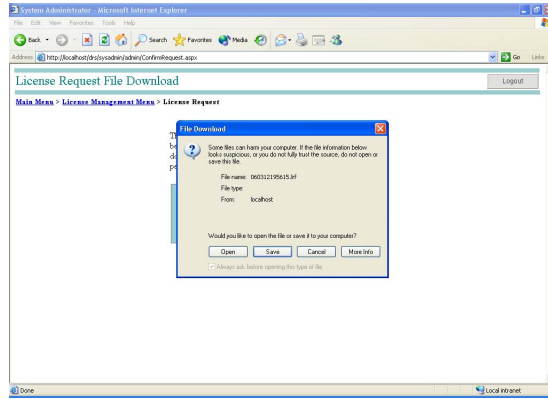 System Administrator - Microsoft Internet Explorer
File Edit View Favorites Tools Help
Back Search Favorites Media
Address http://localhost/drs/sysadmin/admin/ConfirmRequest.aspx Go Links
License Request File Download Logout
Main Menu > License Management Menu > License Request
File Download
Some files can harm your computer. If the file information below
looks suspicious, or you do not fully trust the source, do not open or
save this file.
File name: 060312195615.lrf
File type:
From: localhost
Would you like to open the file or save it to your computer?
Open Save Cancel More Info
Always ask before opening this type of file
Done Local intranet